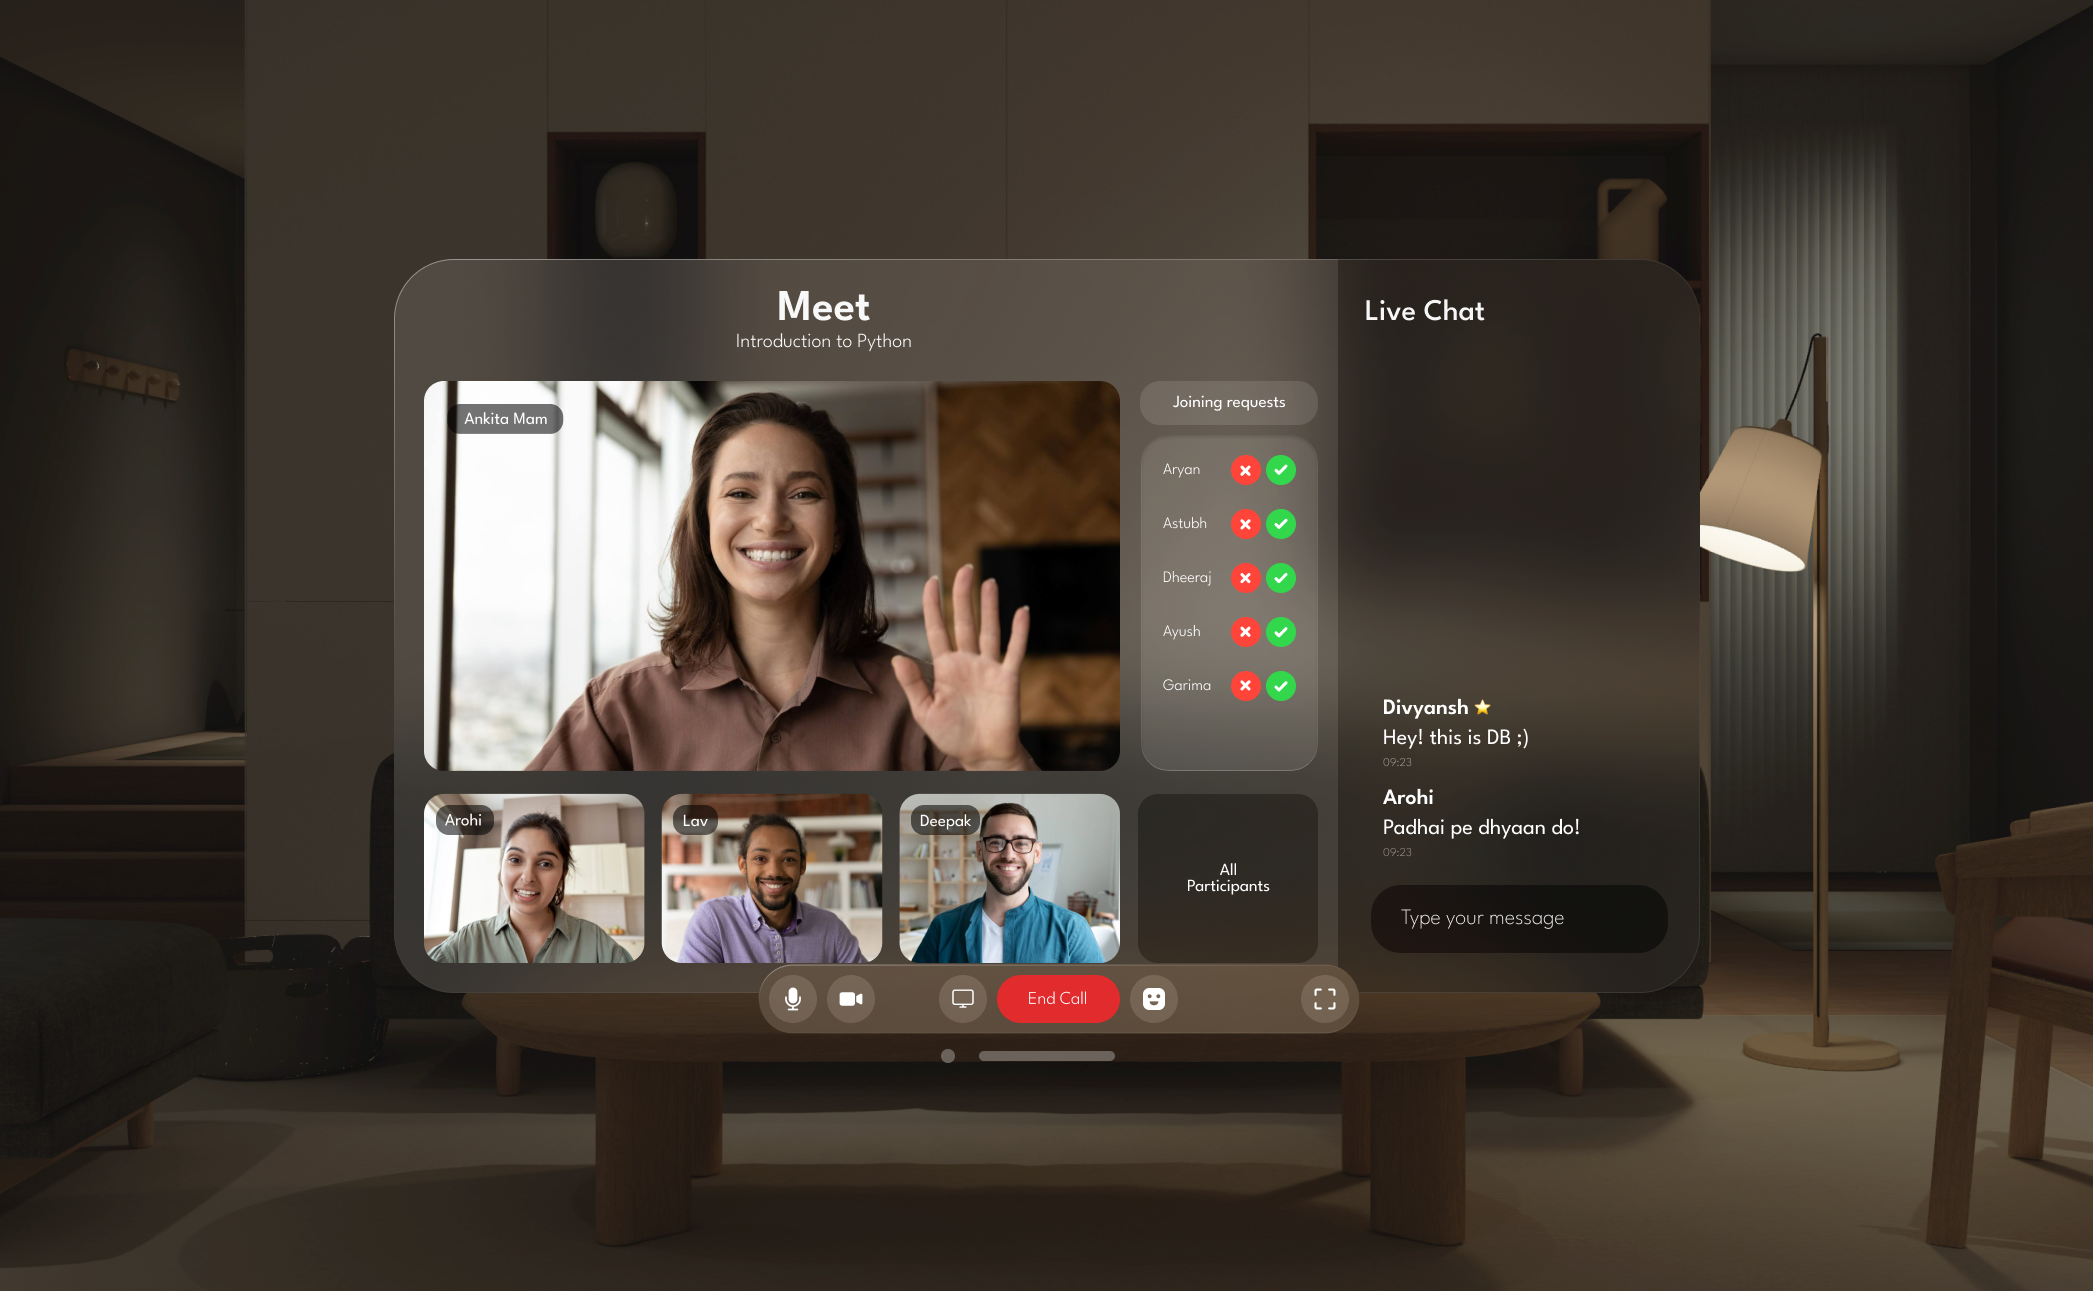 Meet
Introduction to Python
Ankita Mam
Joining requests
Aryan
Astubh
Dheeraj
Ayush
Garima
Arohi
Lav
Deepak
All
Participants
End Call
Live Chat
Divyansh ⭐
Hey! this is DB ;)
09:23
Arohi
Padhai pe dhyaan do!
09:23
Type your message